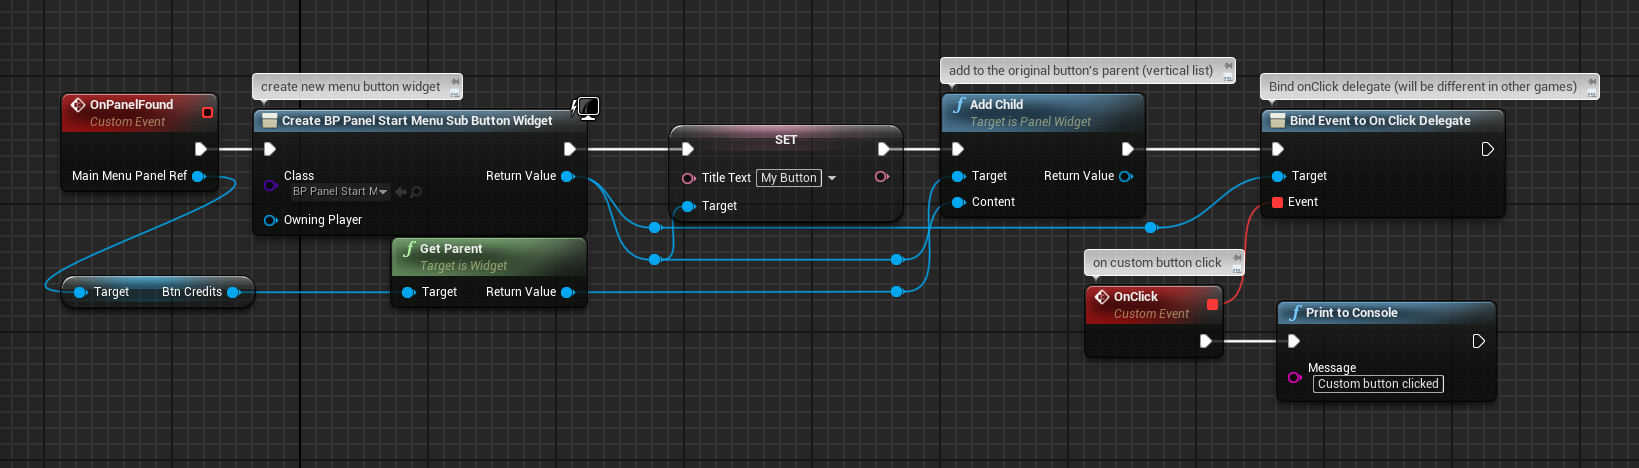 OnPanelFound
Custom Event
Main Menu Panel Ref
create new menu button widget
Create BP Panel Start Menu Sub Button Widget
Class
Return Value
BP Panel Start M
Owning Player
Target
Btn Credits
f Get Parent
Target is Widget
Target
Return Value
SET
Title Text My Button
Target
add to the original button's parent (vertical list)
f Add Child
Target is Panel Widget
Target
Return Value
Content
Bind onClick delegate (will be different in other games)
Bind Event to On Click Delegate
Target
Event
on custom button click
OnClick
Custom Event
f Print to Console
Message
Custom button clicked